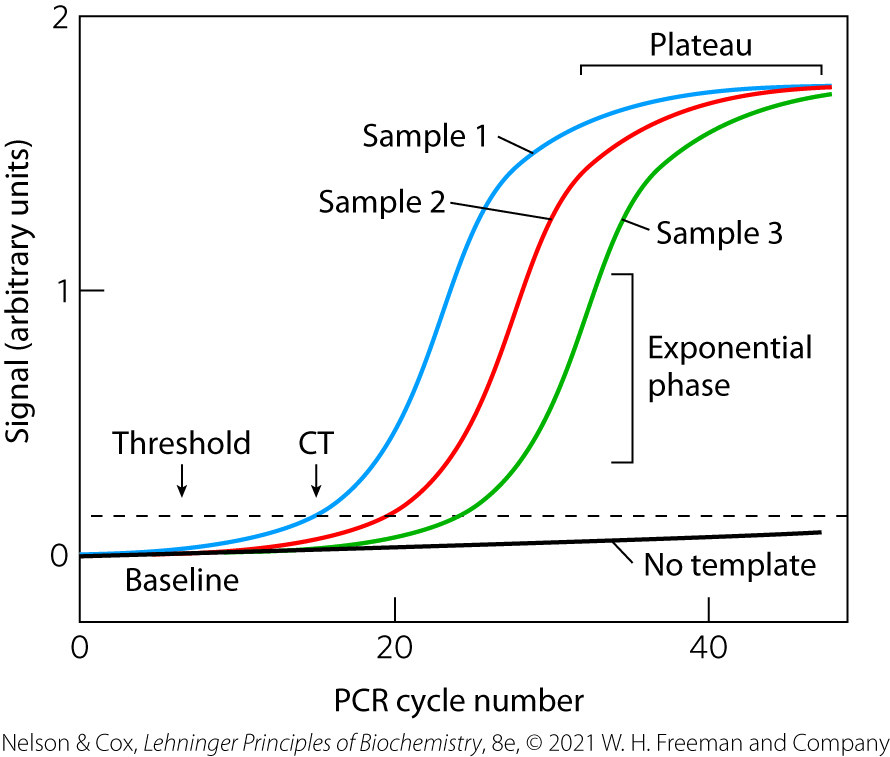 2
Plateau
Sample 1
Sample 2
Sample 3
Signal (arbitrary units)
1
Exponential
phase
Threshold
CT
0
Baseline
No template
0
20
40
PCR cycle number
Nelson & Cox, Lehninger Principles of Biochemistry, 8e, © 2021 W. H. Freeman and Company